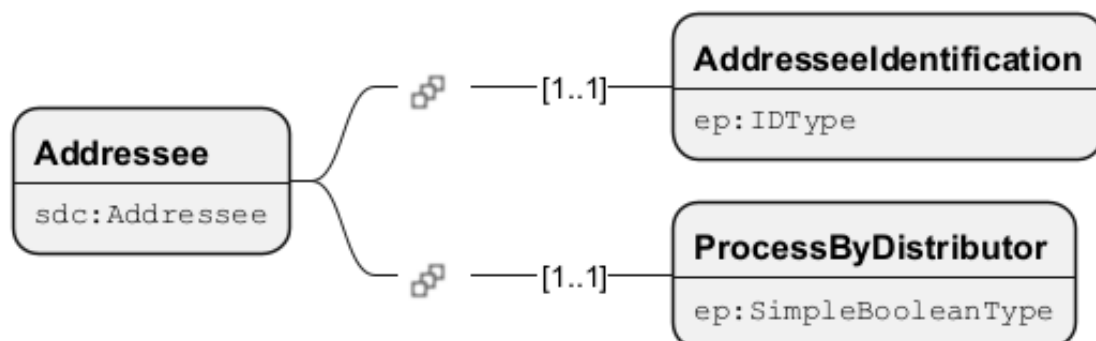 AddresseeIdentification
[1..1]
ep:IDType
Addressee
sdc:Addressee
ProcessByDistributor
[1..1]
ep:SimpleBooleanType